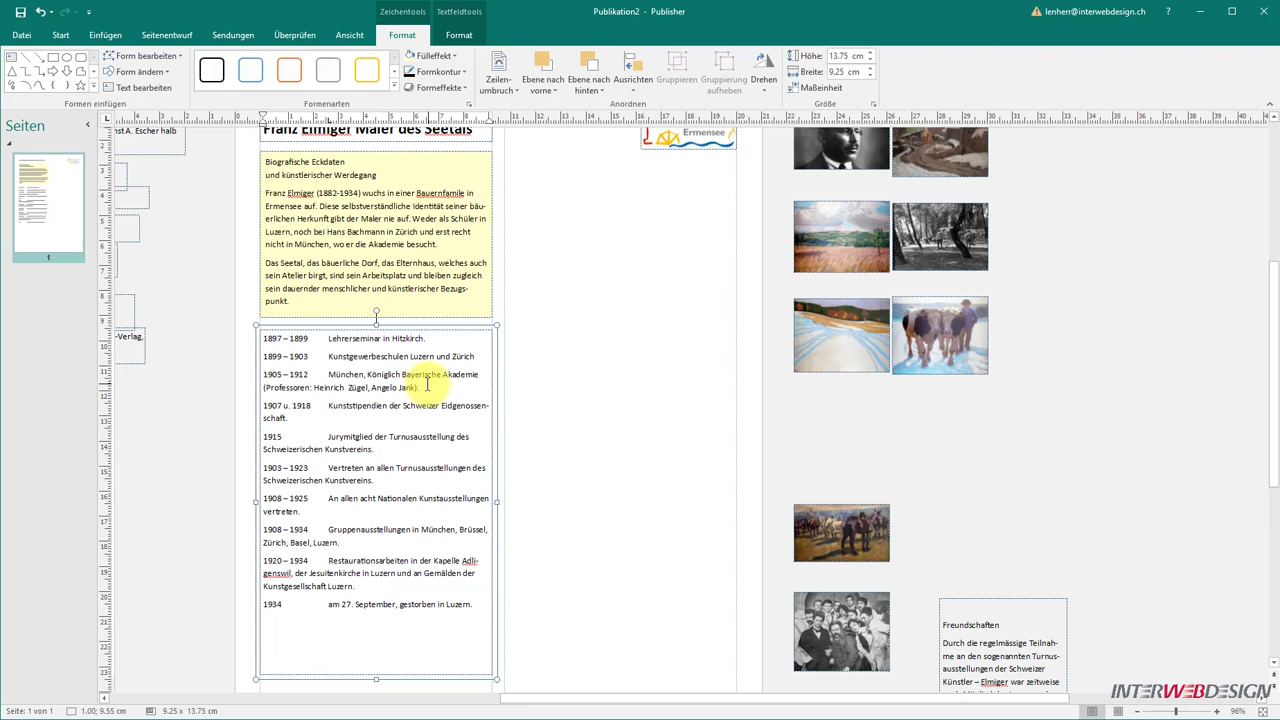 Zeichentools Textfeldtools
Publikation2 - Publisher
lenherr@interwebdesign.ch
Datei Start Einfügen Seitenentwurf Sendungen Überprüfen Ansicht Format Format
Form bearbeiten
Form ändern
Text bearbeiten
Formen einfügen
Formenarten
Fülleffekt
Formkontur
Formeffekte
Zeilen-
umbruch
Ebene nach
vorne
Ebene nach
hinten
Ausrichten
Gruppieren
Gruppierung
aufheben
Drehen
Anordnen
Höhe: 13.75 cm
Breite: 9.25 cm
Maßeinheit
Größe
Seiten
1
nst A. Escher halb
-Verlag,
Franz Elmiger Maler des Seetals
Ermensee
Biografische Eckdaten
und künstlerischer Werdegang
Franz Elmiger (1882-1934) wuchs in einer Bauernfamile in
Ermensee auf. Diese selbstverständliche Identität seiner bäu-
erlichen Herkunft gibt der Maler nie auf. Weder als Schüler in
Luzern, noch bei Hans Bachmann in Zürich und erst recht
nicht in München, wo er die Akademie besucht.
Das Seetal, das bäuerliche Dorf, das Elternhaus, welches auch
sein Atelier birgt, sind sein Arbeitsplatz und bleiben zugleich
sein dauernder menschlicher und künstlerischer Bezugs-
punkt.
1897 – 1899 Lehrerseminar in Hitzkirch.
1899 – 1903 Kunstgewerbeschulen Luzern und Zürich
1905 – 1912 München, Königlich Bayerische Akademie
(Professoren: Heinrich Zügel, Angelo Jank).
1907 u. 1918 Kunststipendien der Schweizer Eidgenossen-
schaft.
1915 Jurymitglied der Turnusausstellung des
Schweizerischen Kunstvereins.
1903 – 1923 Vertreten an allen Turnusausstellungen des
Schweizerischen Kunstvereins.
1908 – 1925 An allen acht Nationalen Kunstausstellungen
vertreten.
1908 – 1934 Gruppenausstellungen in München, Brüssel,
Zürich, Basel, Luzern.
1920 – 1934 Restaurationsarbeiten in der Kapelle Adli-
genswil, der Jesuitenkirche in Luzern und an Gemälden der
Kunstgesellschaft Luzern.
1934 am 27. September, gestorben in Luzern.
Freundschaften
Durch die regelmässige Teilnah-
me an den sogenannten Turnus-
ausstellungen der Schweizer
Künstler – Elmiger war zeitweise
INTERWEBDESIGN
Seite: 1 von 1 1.00; 9.55 cm 9.25 x 13.75 cm 96%